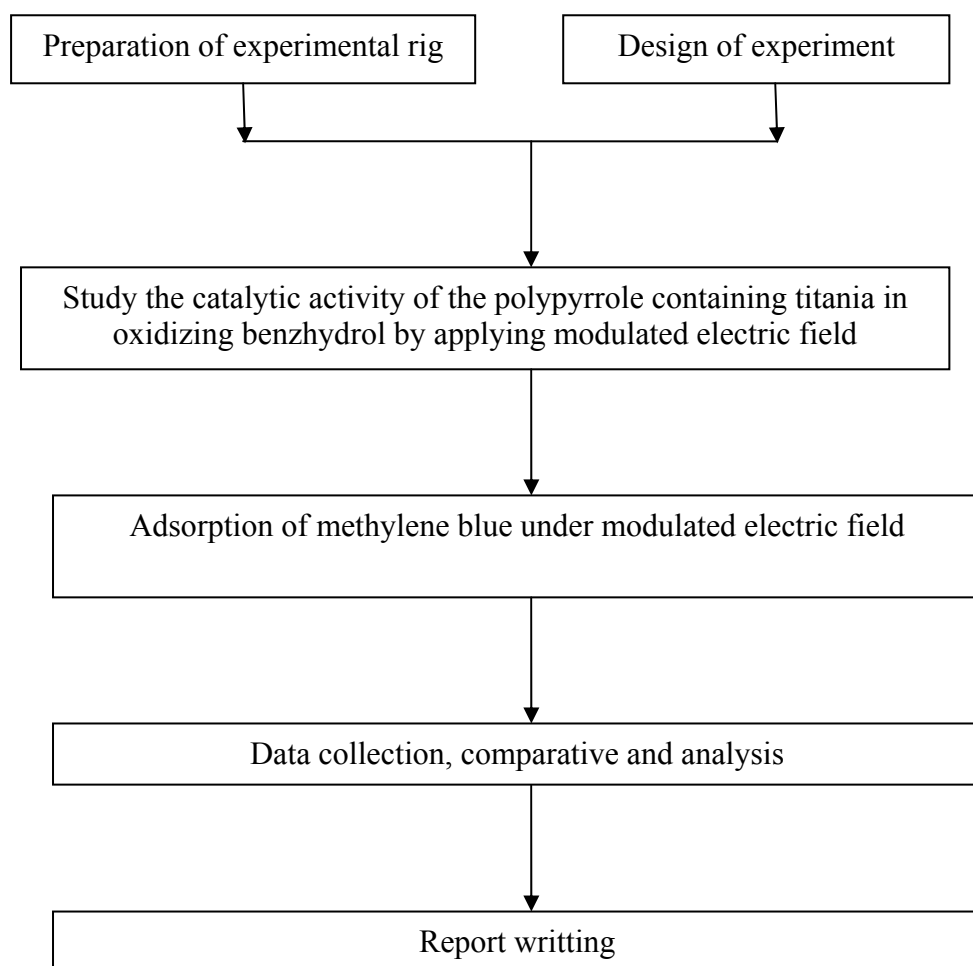 Preparation of experimental rig
Design of experiment
Study the catalytic activity of the polypyrrole containing titania in
oxidizing benzhydrol by applying modulated electric field
Adsorption of methylene blue under modulated electric field
Data collection, comparative and analysis
Report writting